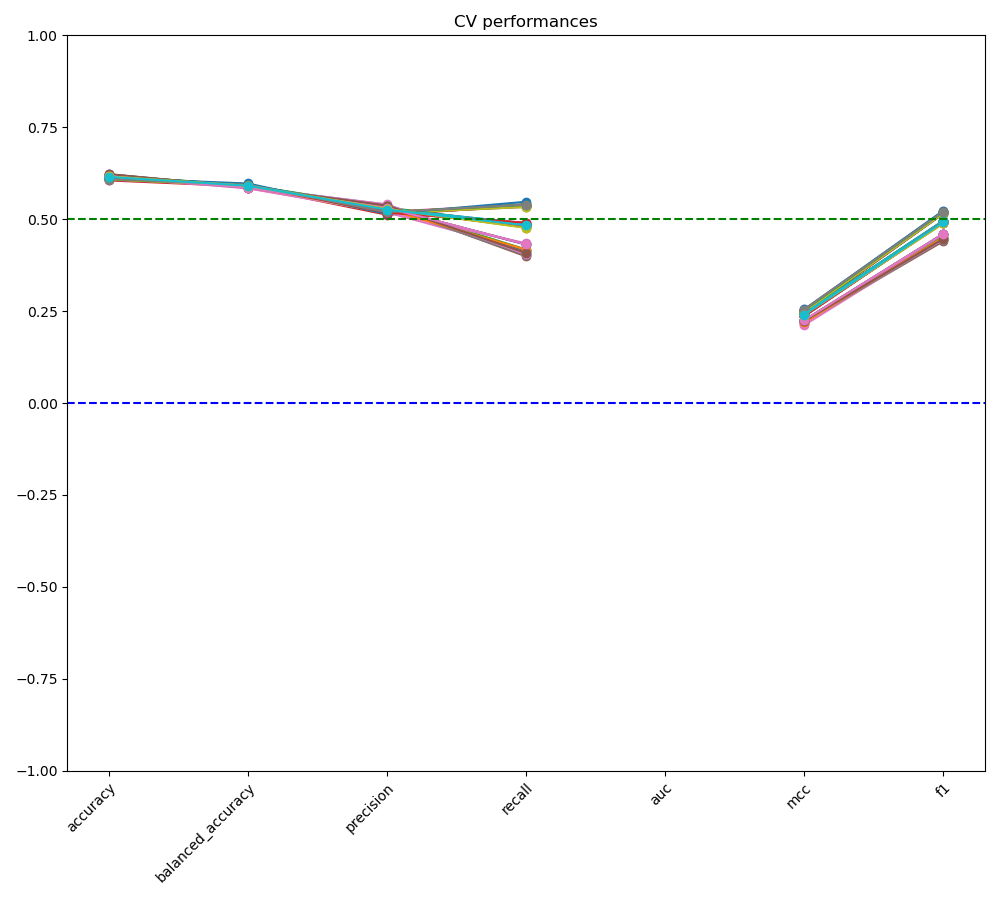 CV performances
1.00
0.75
0.50
0.25
0.00
−0.25
−0.50
−0.75
−1.00
accuracy
balanced_accuracy
precision
recall
auc
mcc
f1